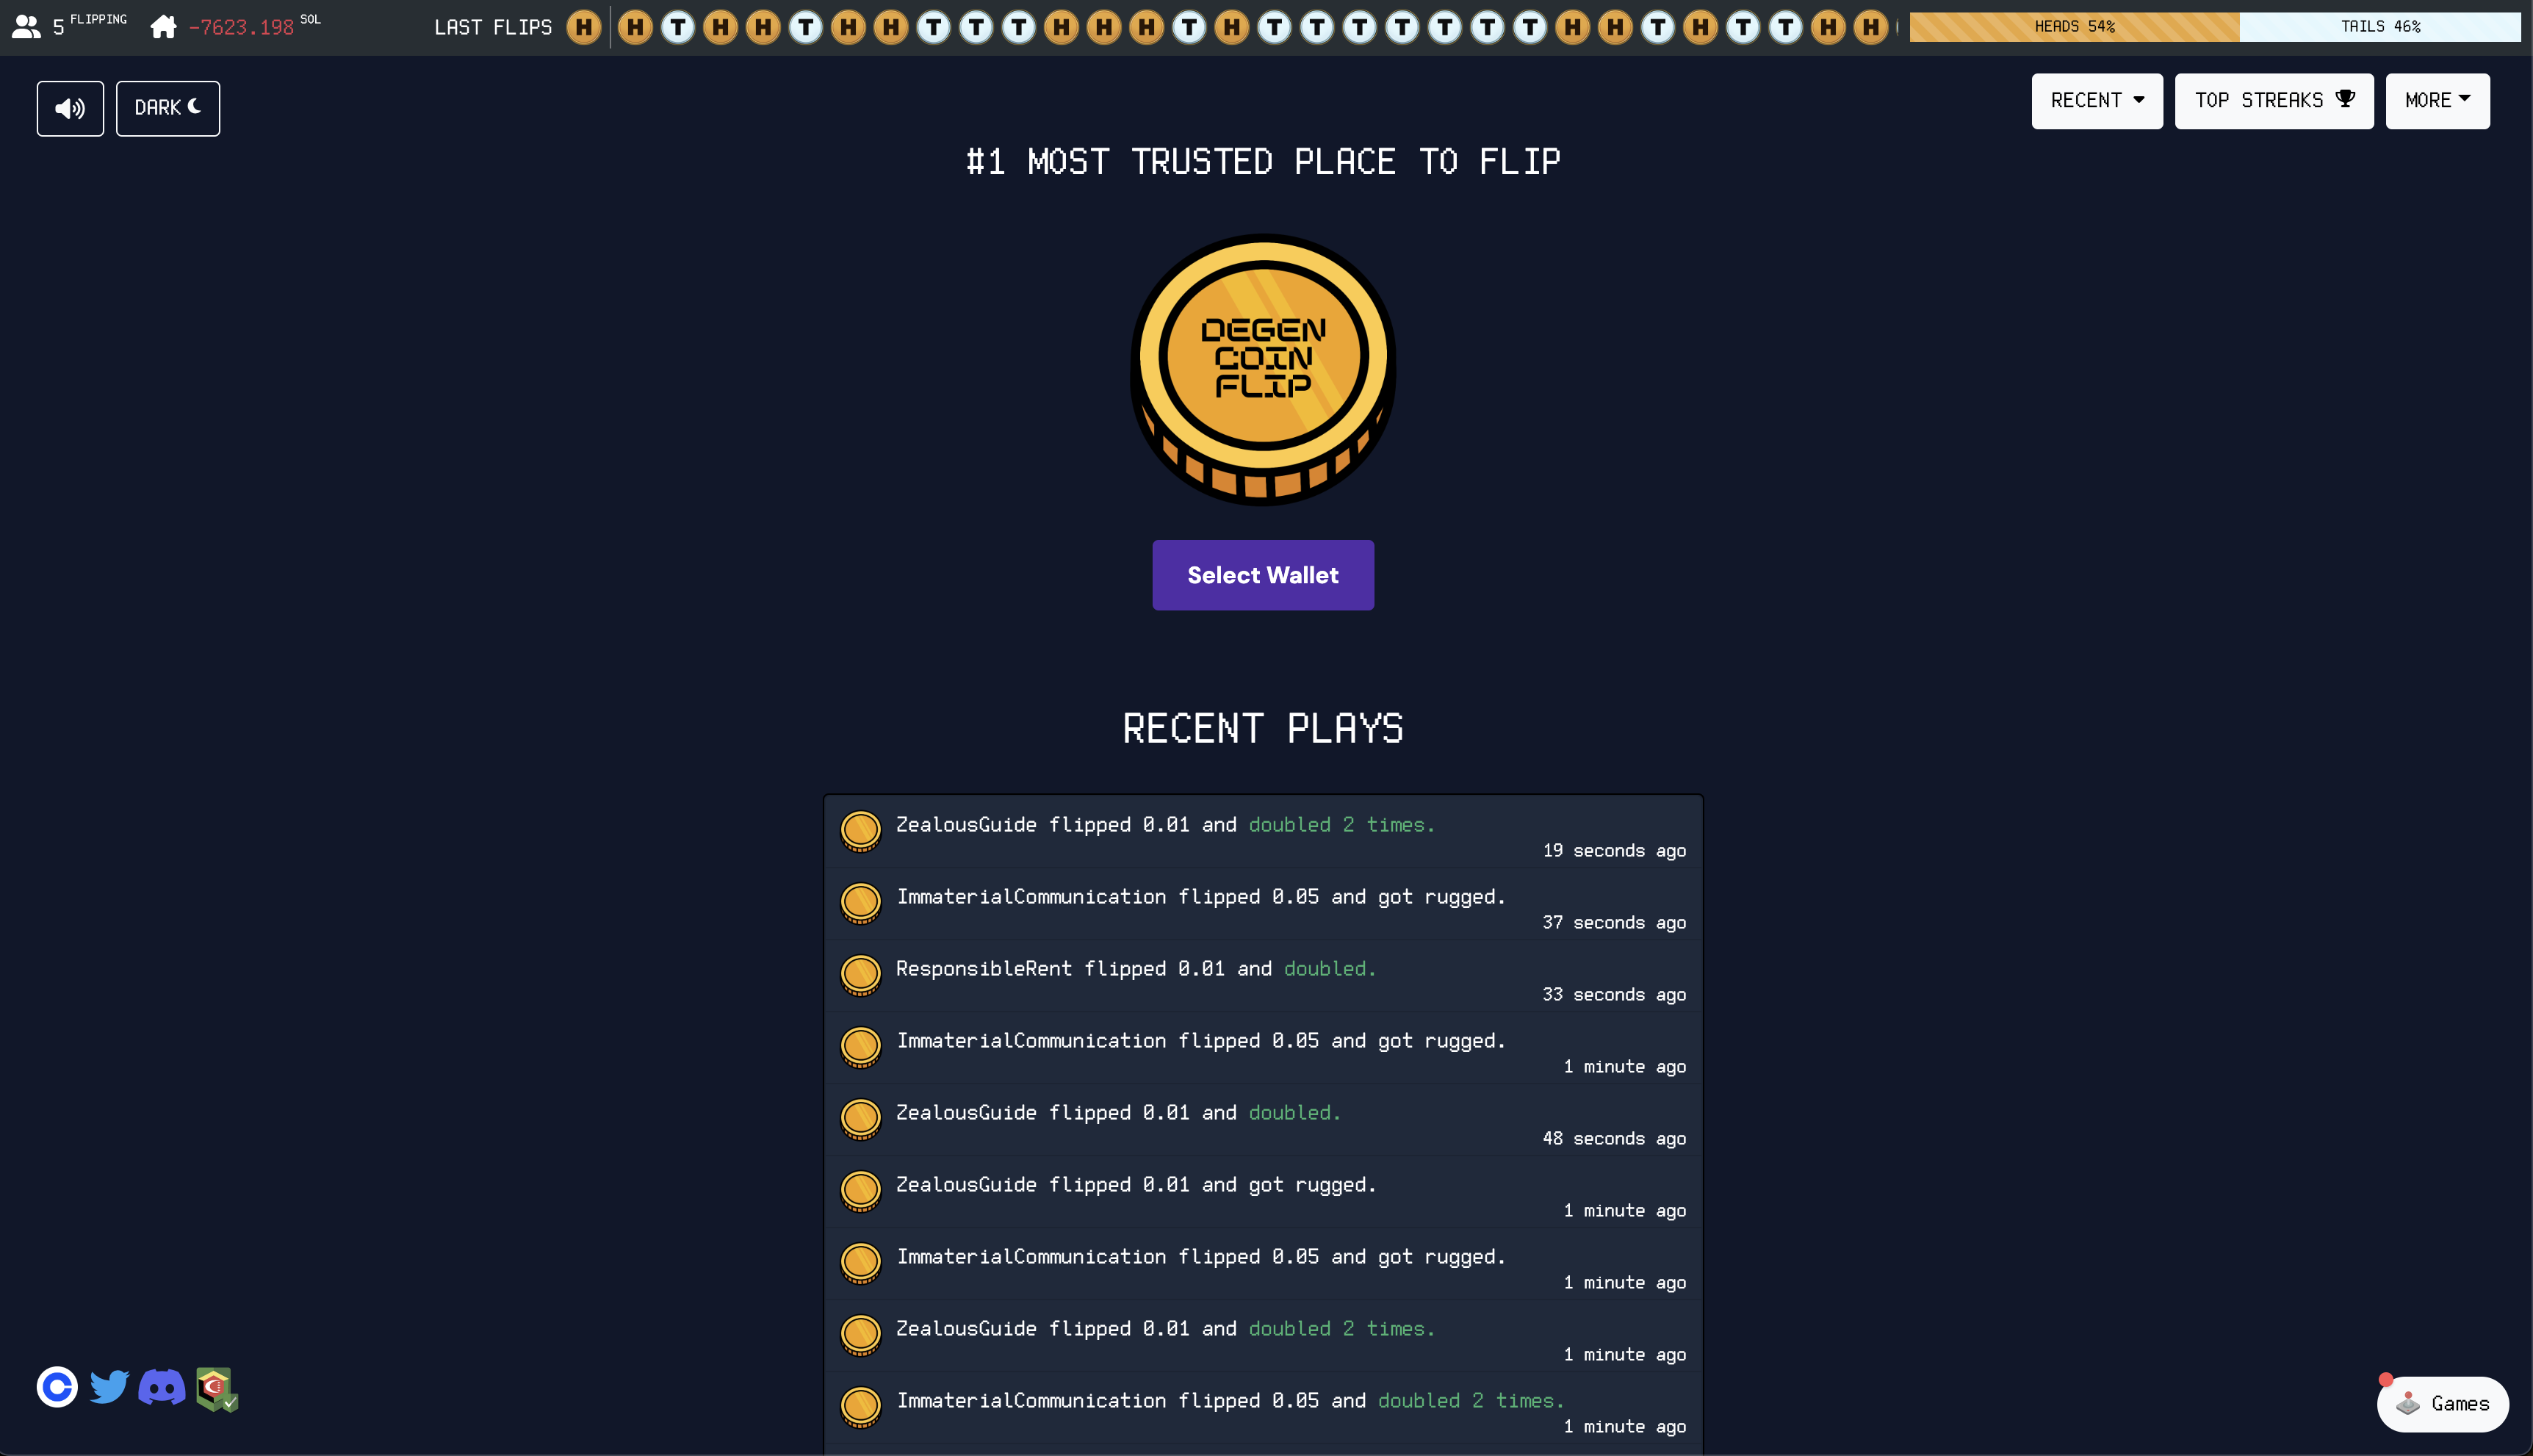 5 FLIPPING -7623.198 SOL LAST FLIPS H H T H H T H H T T T H H H T H T T T T T T T H H T H T T H H HEADS 54% TAILS 46%
DARK RECENT TOP STREAKS MORE
#1 MOST TRUSTED PLACE TO FLIP
DEGEN
COIN
FLIP
Select Wallet
RECENT PLAYS
ZealousGuide flipped 0.01 and doubled 2 times.
19 seconds ago
ImmaterialCommunication flipped 0.05 and got rugged.
37 seconds ago
ResponsibleRent flipped 0.01 and doubled.
33 seconds ago
ImmaterialCommunication flipped 0.05 and got rugged.
1 minute ago
ZealousGuide flipped 0.01 and doubled.
48 seconds ago
ZealousGuide flipped 0.01 and got rugged.
1 minute ago
ImmaterialCommunication flipped 0.05 and got rugged.
1 minute ago
ZealousGuide flipped 0.01 and doubled 2 times.
1 minute ago
ImmaterialCommunication flipped 0.05 and doubled 2 times.
1 minute ago
Games